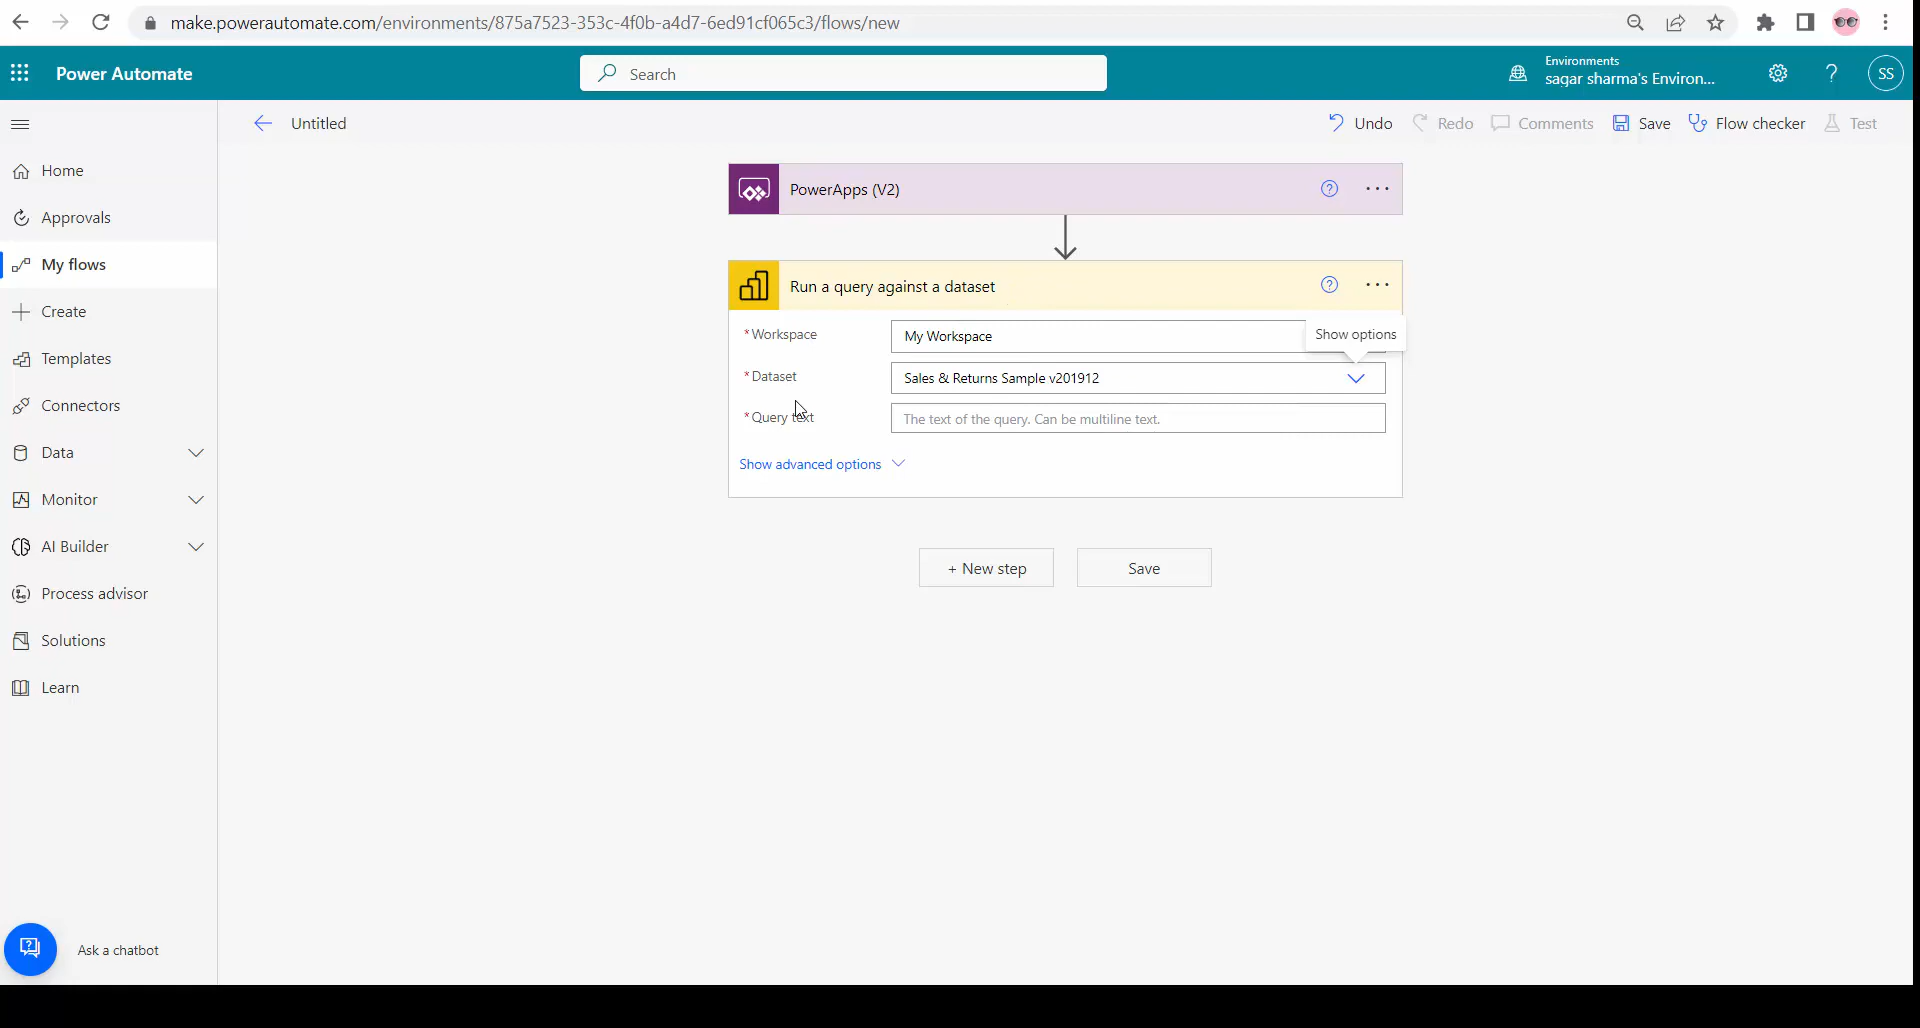 make.powerautomate.com/environments/875a7523-353c-4f0b-a4d7-6ed91cf065c3/flows/new
Power Automate
Search
Environments
sagar sharma's Environ...
?
SS
Untitled
Undo
Redo
Comments
Save
Flow checker
Test
Home
Approvals
My flows
Create
Templates
Connectors
Data
Monitor
AI Builder
Process advisor
Solutions
Learn
Ask a chatbot
PowerApps (V2)
?
Run a query against a dataset
?
* Workspace
My Workspace
Show options
* Dataset
Sales & Returns Sample v201912
* Query text
The text of the query. Can be multiline text.
Show advanced options
+ New step
Save